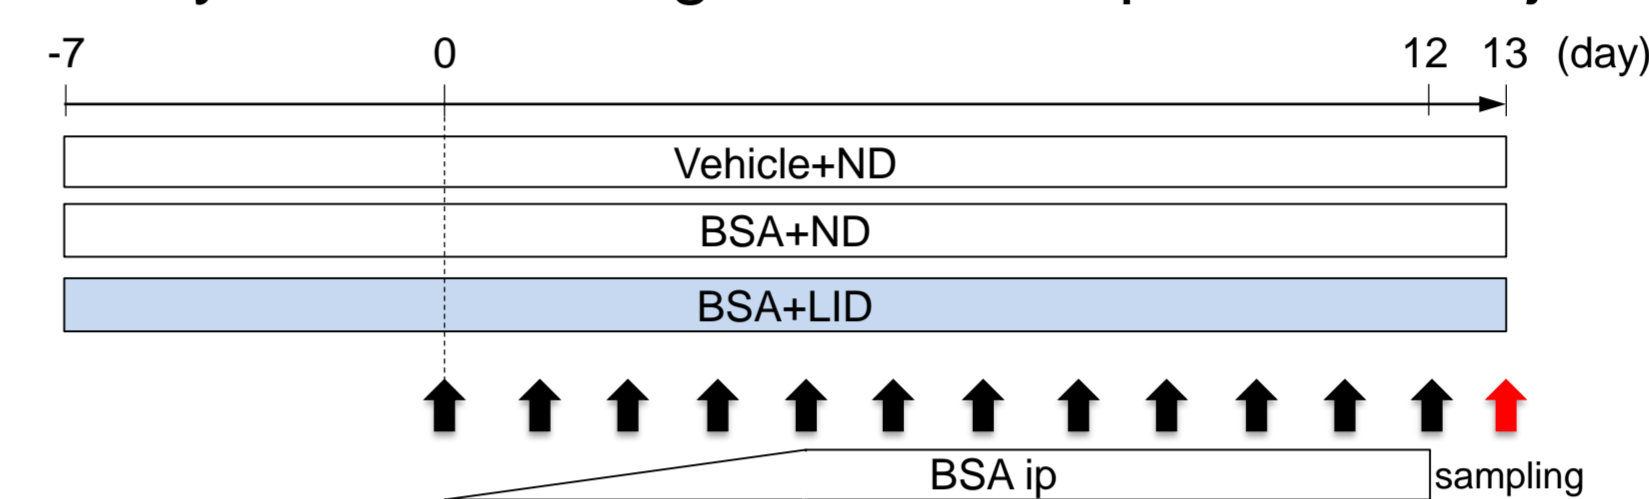 -7 0 12 13 (day)
Vehicle+ND
BSA+ND
BSA+LID
BSA ip
sampling